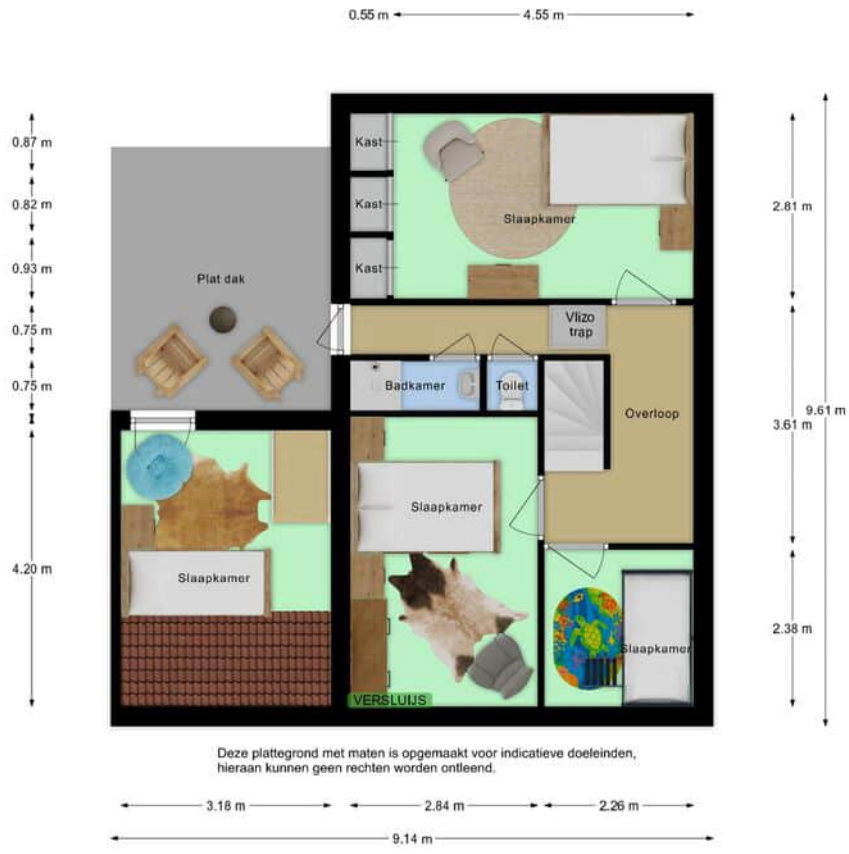 0.55 m
4.55 m
0.87 m
0.82 m
0.93 m
0.75 m
0.75 m
4.20 m
Kast
Kast
Kast
Slaapkamer
2.81 m
Plat dak
Vlizo
trap
Badkamer
Toilet
Overloop
3.61 m
9.61 m
Slaapkamer
Slaapkamer
Slaapkamer
2.38 m
VERSLUIJS
Deze plattegrond met maten is opgemaakt voor indicatieve doeleinden,
hieraan kunnen geen rechten worden ontleend.
3.18 m
2.84 m
2.26 m
9.14 m